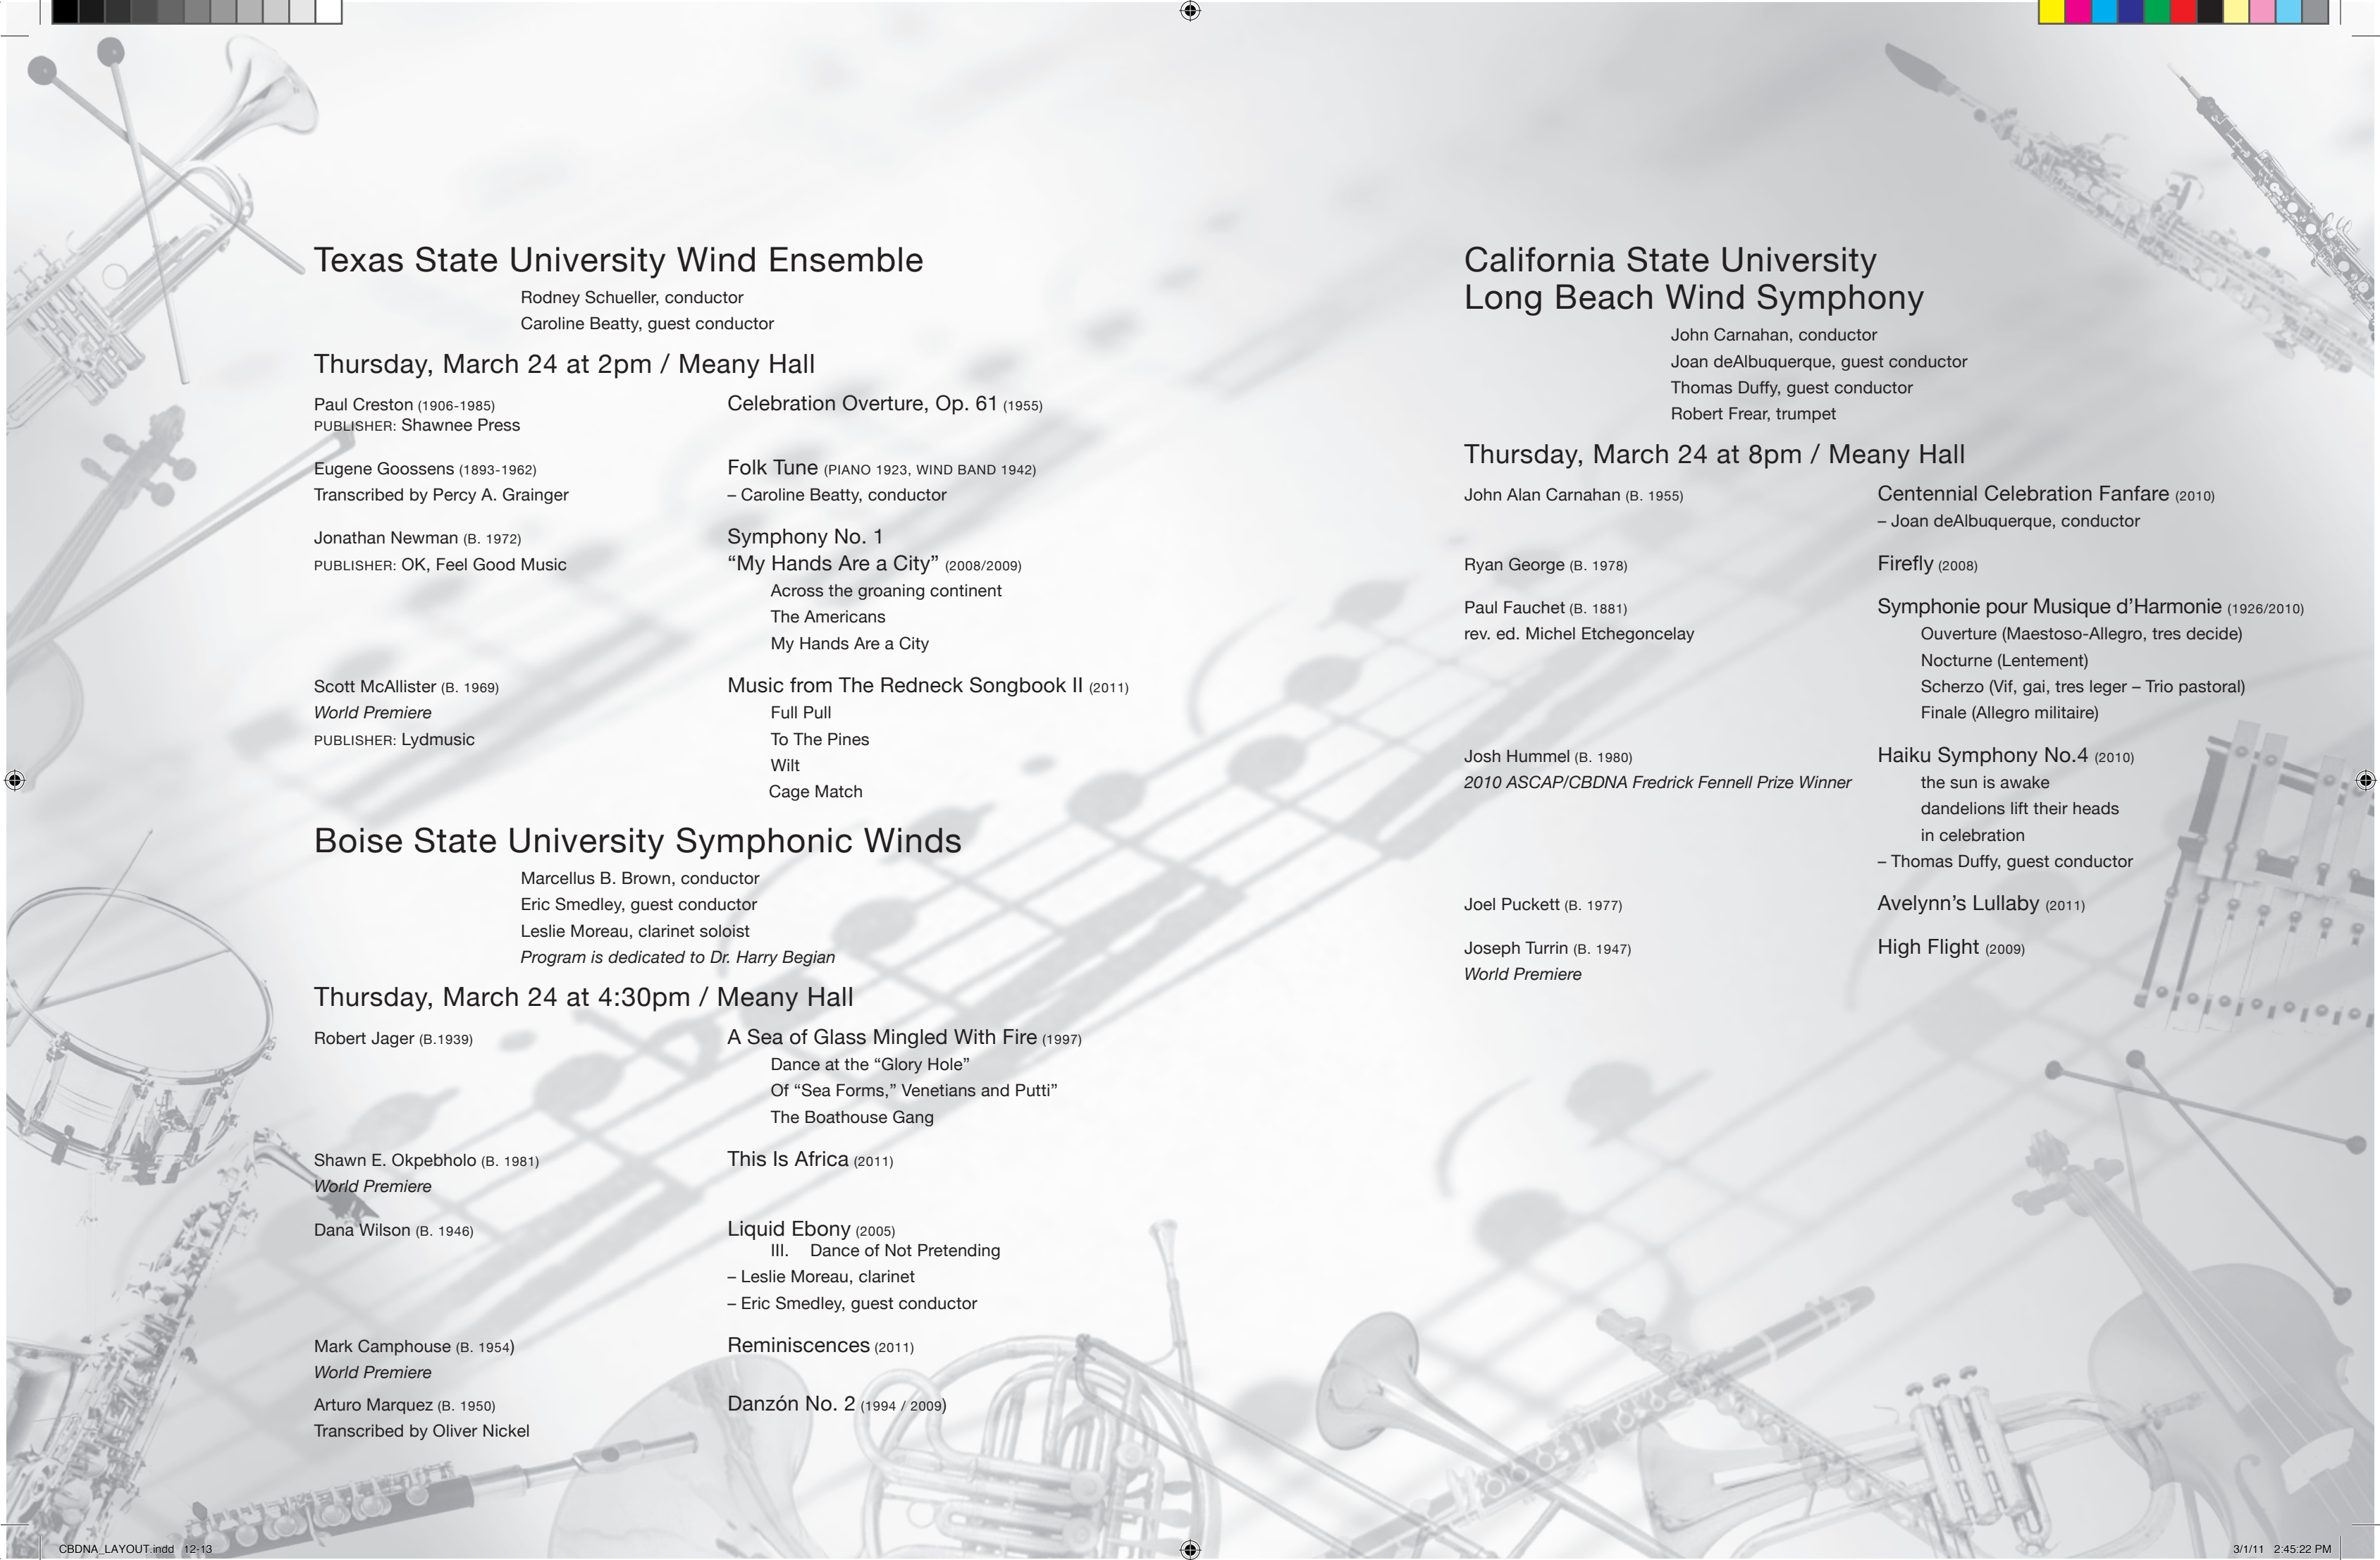 Texas State University Wind Ensemble
Rodney Schueller, conductor
Caroline Beatty, guest conductor
Thursday, March 24 at 2pm / Meany Hall
Paul Creston (1906-1985) Celebration Overture, Op. 61 (1955)
PUBLISHER: Shawnee Press
Eugene Goossens (1893-1962) Folk Tune (PIANO 1923, WIND BAND 1942)
Transcribed by Percy A. Grainger – Caroline Beatty, conductor
Jonathan Newman (B. 1972) Symphony No. 1
PUBLISHER: OK, Feel Good Music “My Hands Are a City” (2008/2009)
Across the groaning continent
The Americans
My Hands Are a City
Scott McAllister (B. 1969) Music from The Redneck Songbook II (2011)
World Premiere Full Pull
PUBLISHER: Lydmusic To The Pines
Wilt
Cage Match
Boise State University Symphonic Winds
Marcellus B. Brown, conductor
Eric Smedley, guest conductor
Leslie Moreau, clarinet soloist
Program is dedicated to Dr. Harry Begian
Thursday, March 24 at 4:30pm / Meany Hall
Robert Jager (B.1939) A Sea of Glass Mingled With Fire (1997)
Dance at the “Glory Hole”
Of “Sea Forms,” Venetians and Putti”
The Boathouse Gang
Shawn E. Okpebholo (B. 1981) This Is Africa (2011)
World Premiere
Dana Wilson (B. 1946) Liquid Ebony (2005)
III. Dance of Not Pretending
– Leslie Moreau, clarinet
– Eric Smedley, guest conductor
Mark Camphouse (B. 1954) Reminiscences (2011)
World Premiere
Arturo Marquez (B. 1950) Danzón No. 2 (1994 / 2009)
Transcribed by Oliver Nickel
California State University
Long Beach Wind Symphony
John Carnahan, conductor
Joan deAlbuquerque, guest conductor
Thomas Duffy, guest conductor
Robert Frear, trumpet
Thursday, March 24 at 8pm / Meany Hall
John Alan Carnahan (B. 1955) Centennial Celebration Fanfare (2010)
– Joan deAlbuquerque, conductor
Ryan George (B. 1978) Firefly (2008)
Paul Fauchet (B. 1881) Symphonie pour Musique d’Harmonie (1926/2010)
rev. ed. Michel Etchegoncelay Ouverture (Maestoso-Allegro, tres decide)
Nocturne (Lentement)
Scherzo (Vif, gai, tres leger – Trio pastoral)
Finale (Allegro militaire)
Josh Hummel (B. 1980) Haiku Symphony No.4 (2010)
2010 ASCAP/CBDNA Fredrick Fennell Prize Winner the sun is awake
dandelions lift their heads
in celebration
– Thomas Duffy, guest conductor
Joel Puckett (B. 1977) Avelynn’s Lullaby (2011)
Joseph Turrin (B. 1947) High Flight (2009)
World Premiere
CBDNA_LAYOUT.indd 12-13 3/1/11 2:45:22 PM